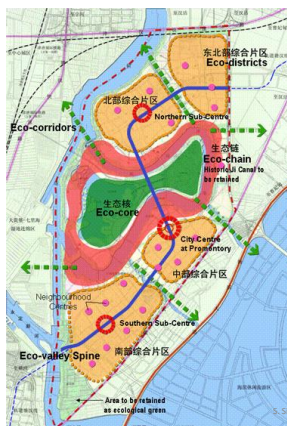 东北部综合片区
Eco-districts
北部综合片区
Northern Sub-Centre
Eco-corridors
生态链
Eco-chain
Historic Ji Canal to
be retained
生态核
Eco-core
City Centre
at Promontory
中部综合片区
Neighbourhood
Centres
Southern Sub-Centre
Eco-valley Spine
南部综合片区
Area to be retained
as ecological green